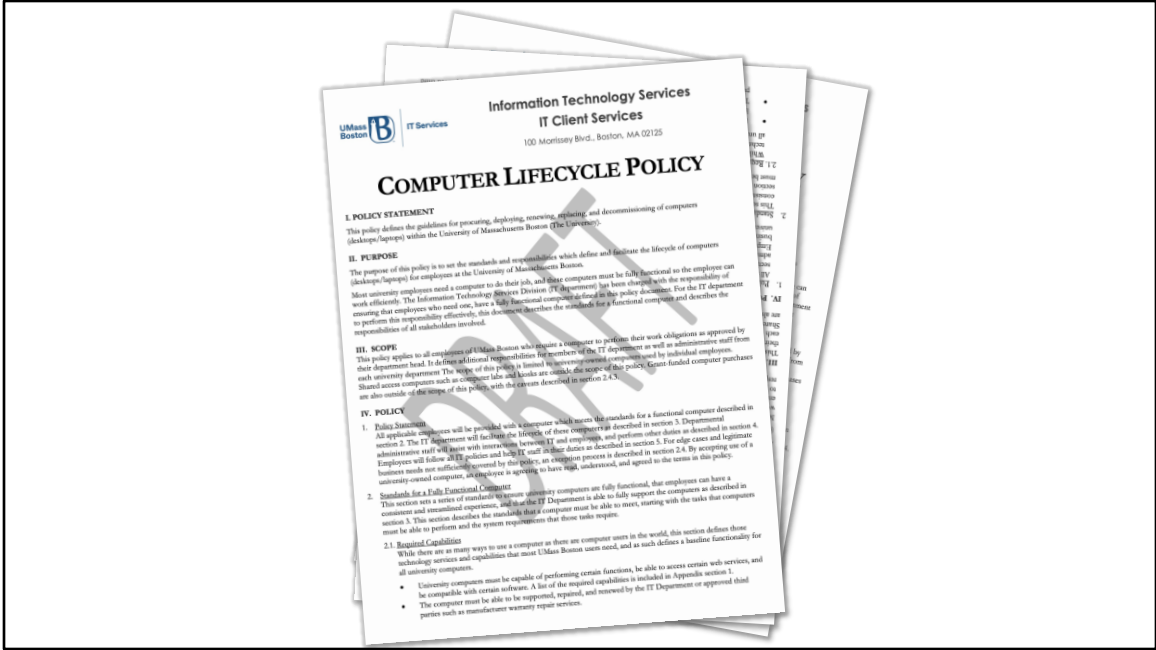 UMass
Boston
IT Services
Information Technology Services
IT Client Services
100 Morrissey Blvd., Boston, MA 02125
COMPUTER LIFECYCLE POLICY
I. POLICY STATEMENT
This policy defines the guidelines for procuring, deploying, renewing, replacing, and decommissioning of computers
(desktops/laptops) within the University of Massachusetts Boston (The University).
II. PURPOSE
The purpose of this policy is to set the standards and responsibilities which define and facilitate the lifecycle of computers
(desktops/laptops) for employees at the University of Massachusetts Boston.
Most university employees need a computer to do their job, and these computers must be fully functional so the employee can
work efficiently. The Information Technology Services Division (IT department) has been charged with the responsibility of
ensuring that employees who need one, have a fully functional computer defined in this policy document. For the IT department
to perform this responsibility effectively, this document describes the standards for a functional computer and describes the
responsibilities of all stakeholders involved.
III. SCOPE
This policy applies to all employees of UMass Boston who require a computer to perform their work obligations as approved by
their department head. It defines additional responsibilities for members of the IT department as well as administrative staff from
each university department The scope of this policy is limited to university-owned computers used by individual employees.
Shared access computers such as computer labs and kiosks are outside the scope of this policy. Grant-funded computer purchases
are also outside of the scope of this policy, with the caveats described in section 2.4.3.
IV. POLICY
1. Policy Statement
All applicable employees will be provided with a computer which meets the standards for a functional computer described in
section 2. The IT department will facilitate the lifecycle of these computers as described in section 3. Departmental
administrative staff will assist with interactions between IT and employees, and perform other duties as described in section 4.
Employees will follow all IT policies and help IT staff in their duties as described in section 5. For edge cases and legitimate
business needs not sufficiently covered by this policy, an exception process is described in section 2.4. By accepting use of a
university-owned computer, an employee is agreeing to have read, understood, and agreed to the terms in this policy.
2. Standards for a Fully Functional Computer
This section sets a series of standards to ensure university computers are fully functional, that employees can have a
consistent and streamlined experience, and that the IT Department is able to fully support the computers as described in
section 3. This section describes the standards that a computer must be able to meet, starting with the tasks that computers
must be able to perform and the system requirements that those tasks require.
2.1. Required Capabilities
While there are as many ways to use a computer as there are computer users in the world, this section defines those
technology services and capabilities that most UMass Boston users need, and as such defines a baseline functionality for
all university computers.
• University computers must be capable of performing certain functions, be able to access certain web services, and
be compatible with certain software. A list of the required capabilities is included in Appendix section 1.
• The computer must be able to be supported, repaired, and renewed by the IT Department or approved third
parties such as manufacturer warranty repair services.
DRAFT